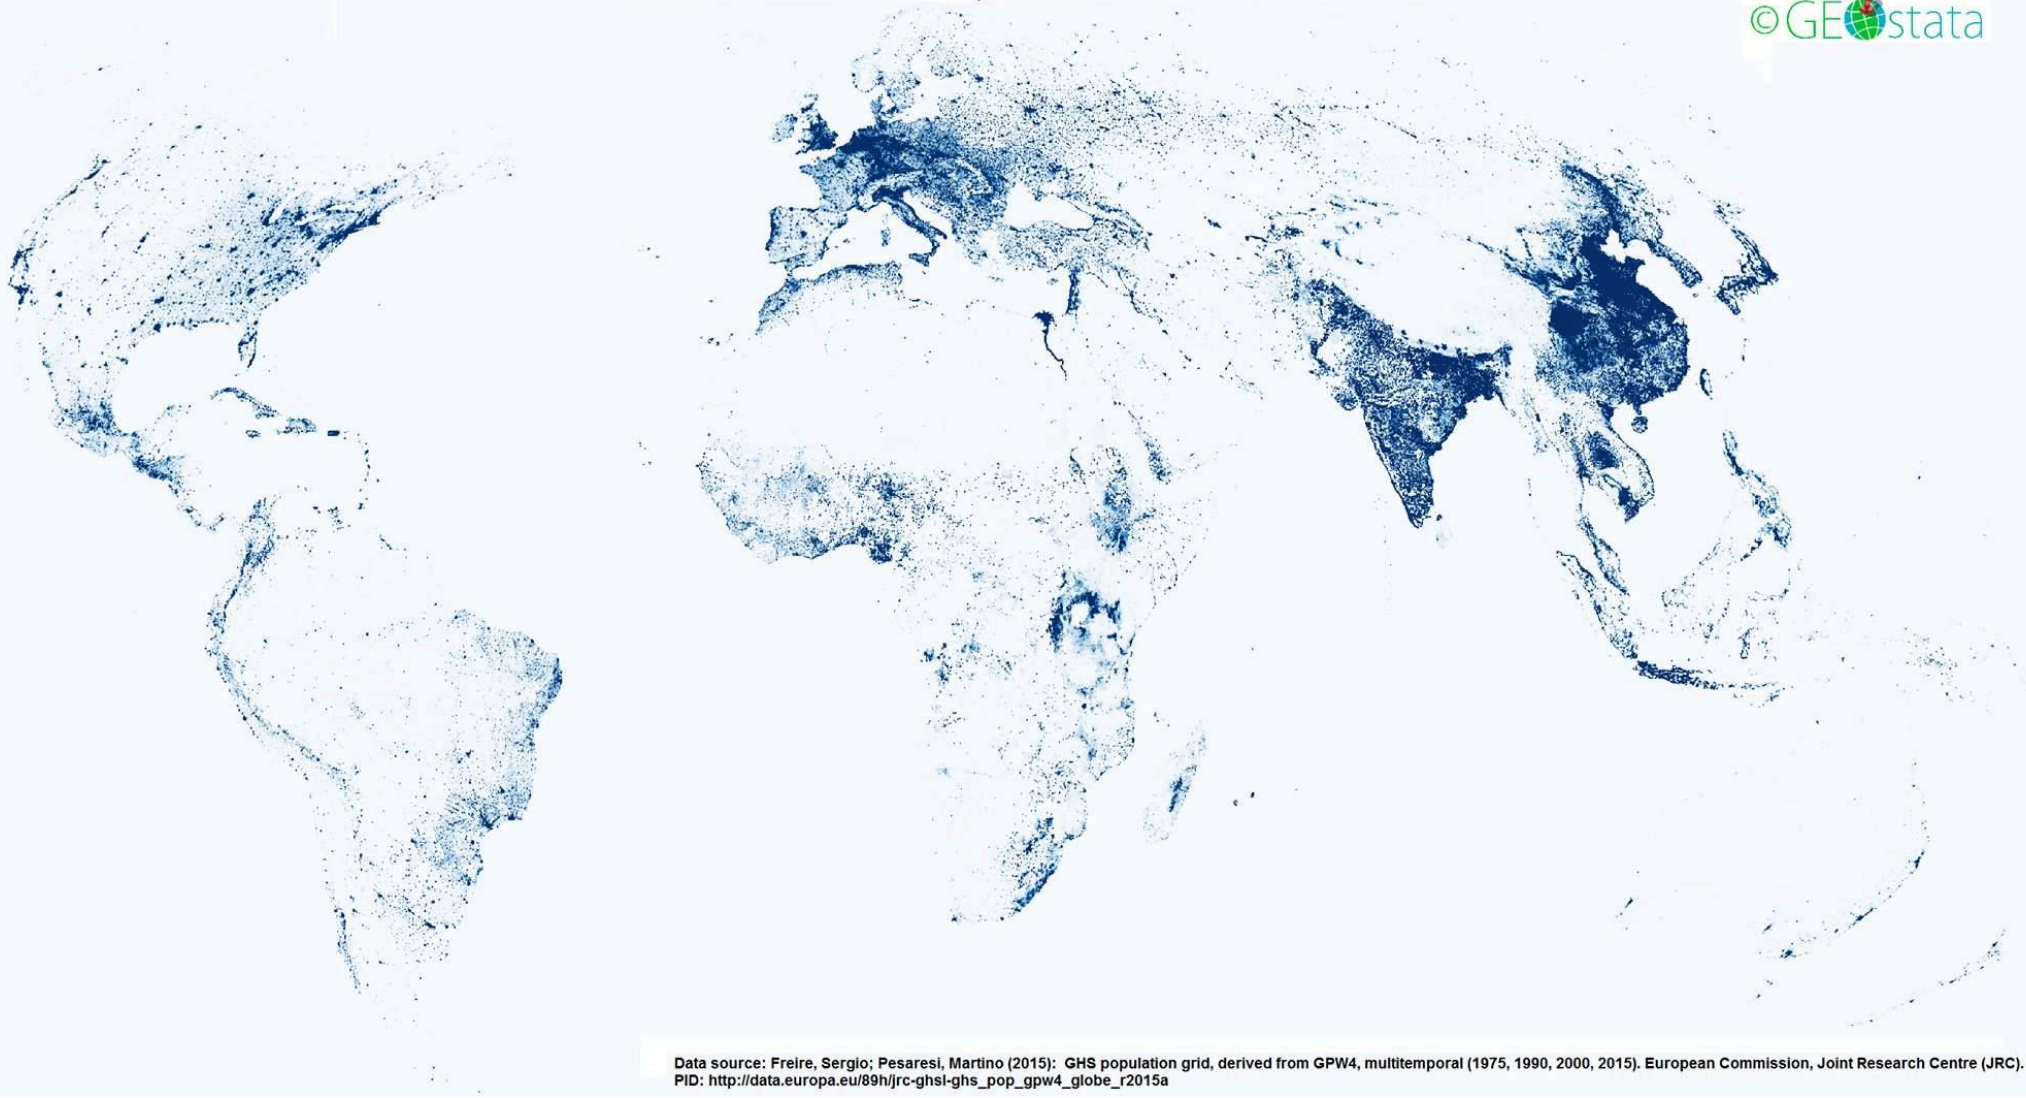 ©GEOstata
Data source: Freire, Sergio; Pesaresi, Martino (2015):  GHS population grid, derived from GPW4, multitemporal (1975, 1990, 2000, 2015). European Commission, Joint Research Centre (JRC).
PID: http://data.europa.eu/89h/jrc-ghsl-ghs_pop_gpw4_globe_r2015a